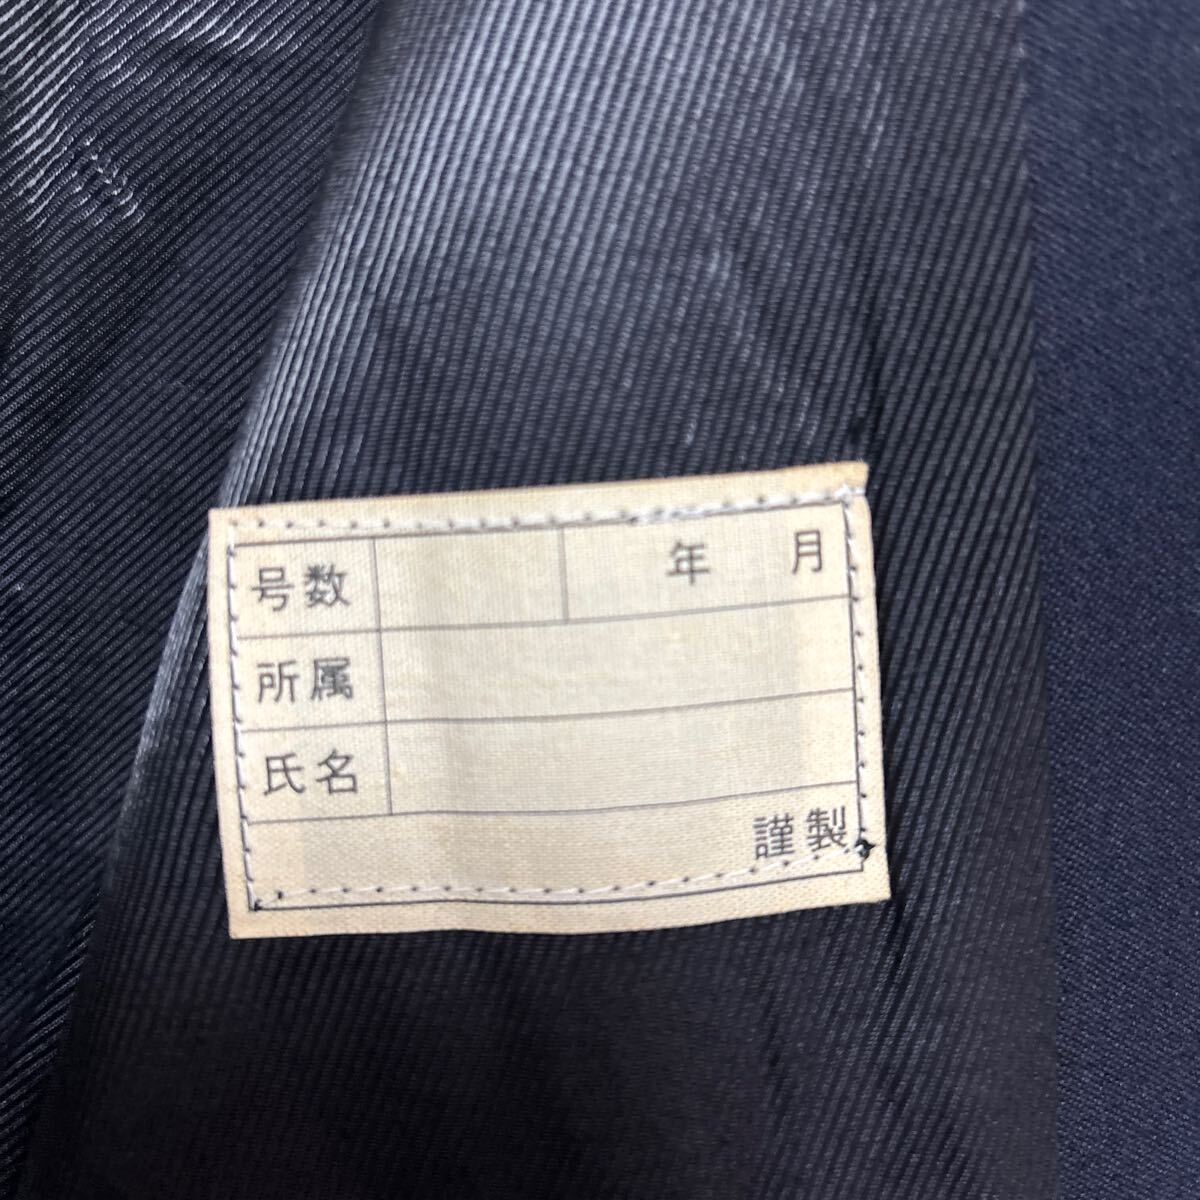 号数 年 月
所属
氏名
謹製